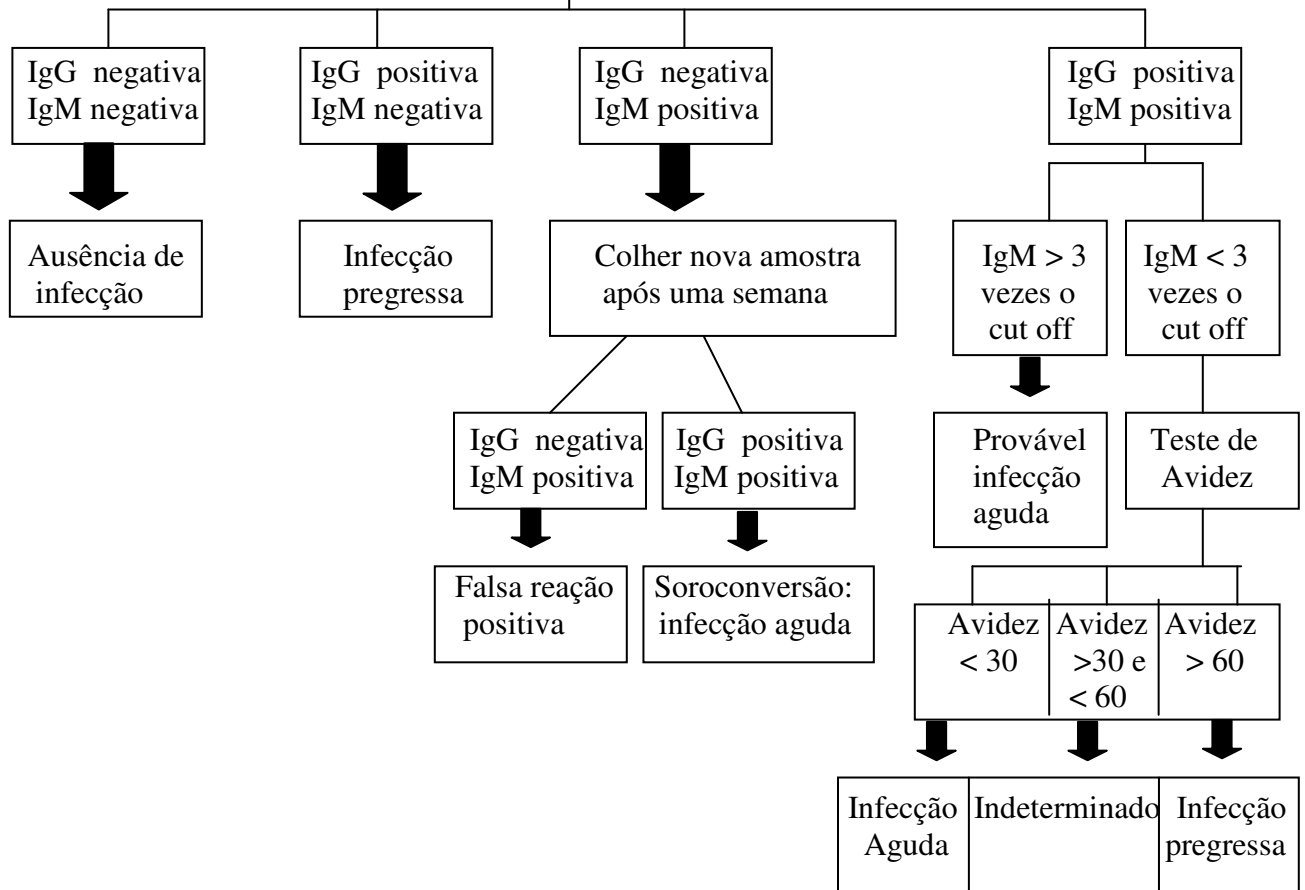 IgG negativa
IgM negativa
IgG positiva
IgM negativa
IgG negativa
IgM positiva
IgG positiva
IgM positiva
Ausência de
infecção
Infecção
pregressa
Colher nova amostra
após uma semana
IgM > 3
vezes o
cut off
IgM < 3
vezes o
cut off
IgG negativa
IgM positiva
IgG positiva
IgM positiva
Provável
infecção
aguda
Teste de
Avidez
Falsa reação
positiva
Soroconversão:
infecção aguda
Avidez
< 30
Avidez
>30 e
< 60
Avidez
> 60
Infecção
Aguda
Indeterminado
Infecção
pregressa